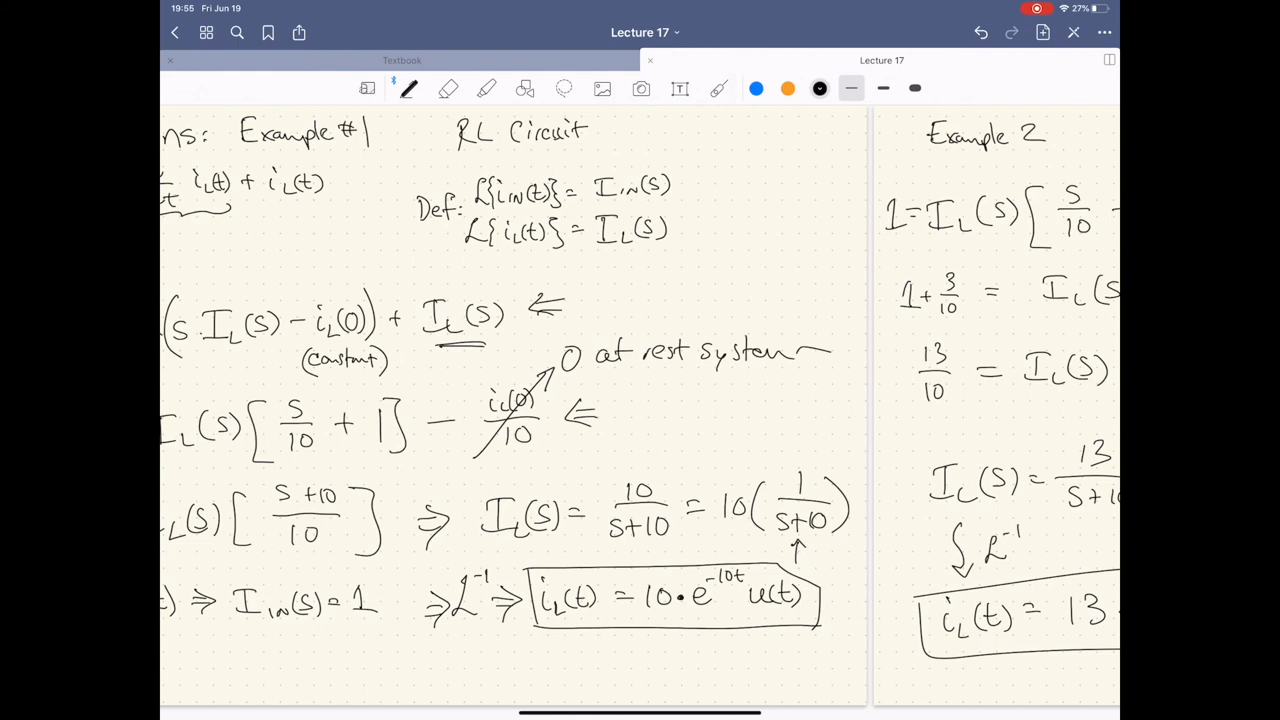 19:55 Fri Jun 19
27%
Lecture 17
Textbook
Lecture 17
ns: Example #1 RL Circuit
i_L(t) + i_L(t)
Def: ℒ{i_IN(t)} = I_IN(s)
ℒ{i_L(t)} = I_L(s)
(s·I_L(s) − i_L(0)) + I_L(s) ⇐
(constant)
0 at rest system
I_L(s)[s/10 + 1] − i_L(0)/10 ⇐
L(s)[(s+10)/10] ⇒ I_L(s) = 10/(s+10) = 10(1/(s+10))
t) ⇒ I_IN(s) = 1 ⇒ ℒ⁻¹ ⇒ i_L(t) = 10·e^(−10t) u(t)
Example 2
1 = I_L(s)[s/10
1 + 3/10 = I_L(s
13/10 = I_L(s)
I_L(s) = 13/(s+10
ℒ⁻¹
i_L(t) = 13